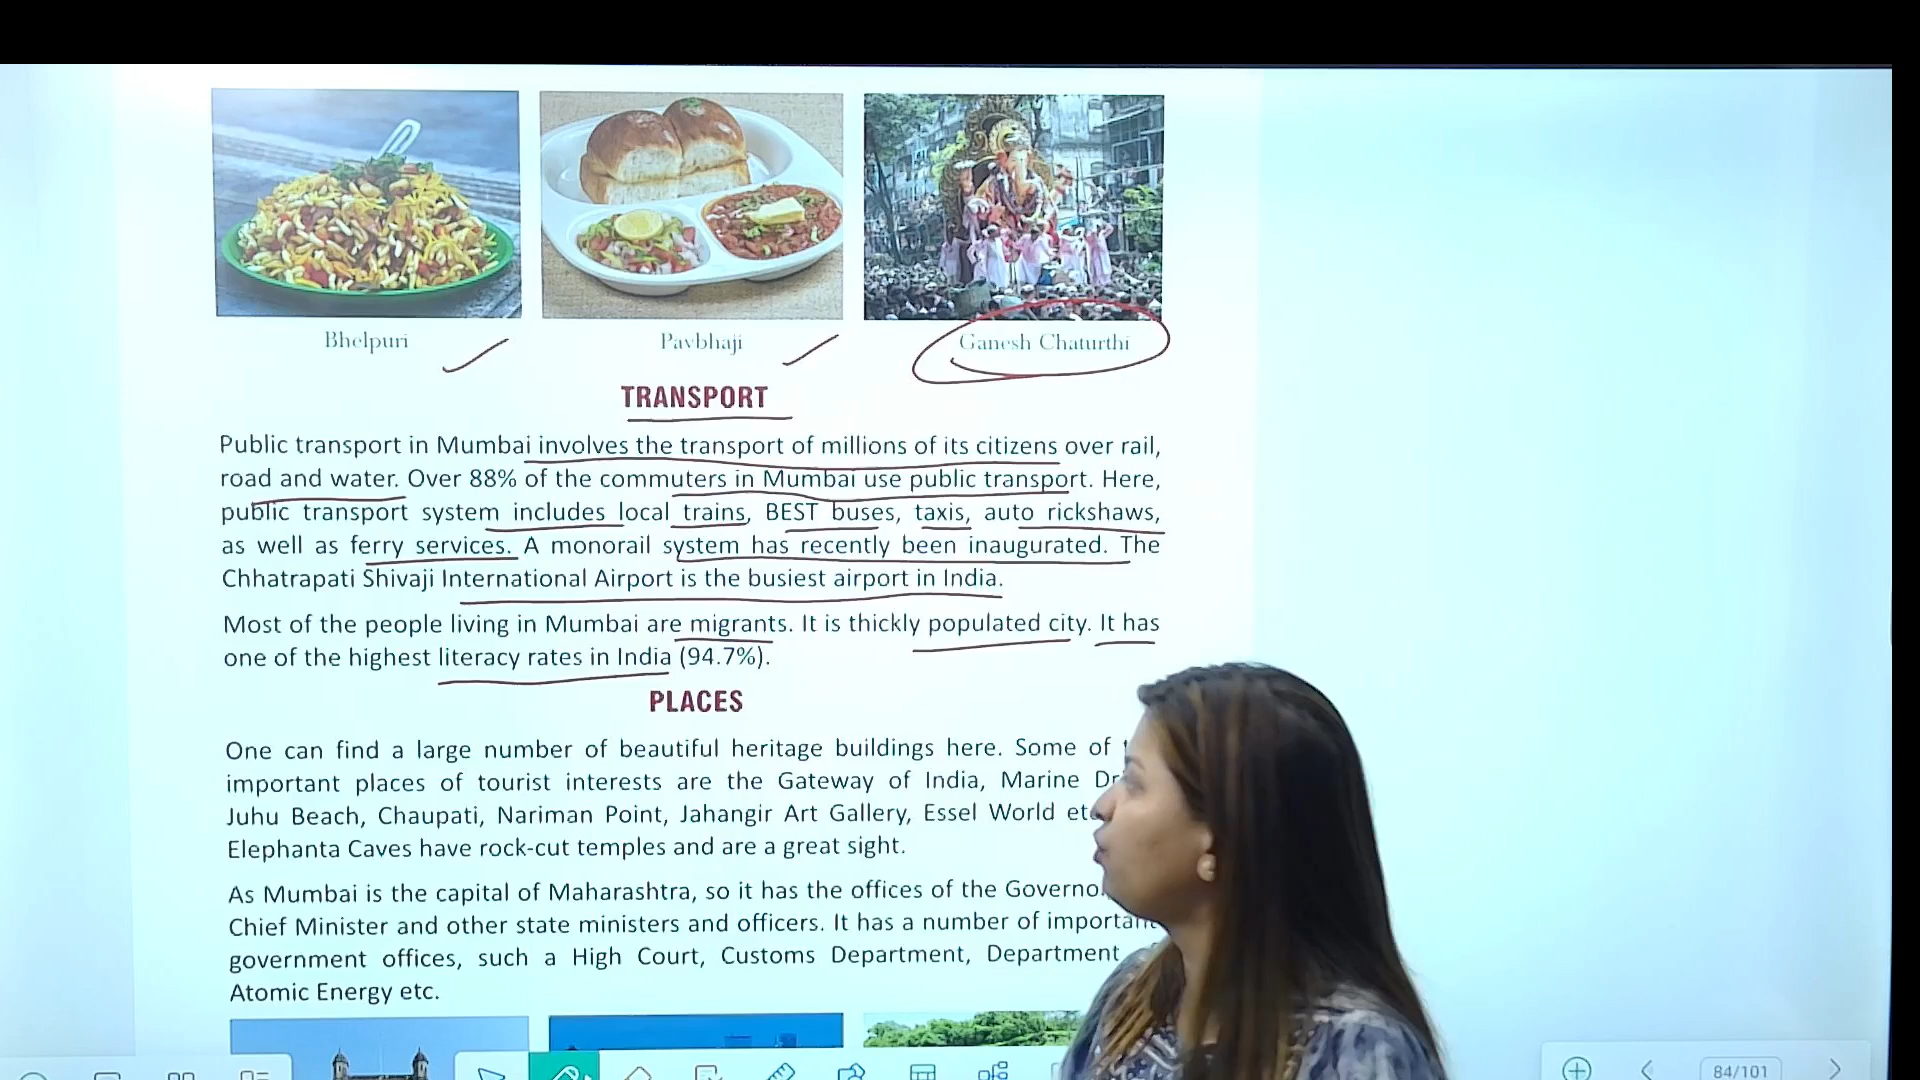 Bhelpuri
Pavbhaji
Ganesh Chaturthi
TRANSPORT
Public transport in Mumbai involves the transport of millions of its citizens over rail,
road and water. Over 88% of the commuters in Mumbai use public transport. Here,
public transport system includes local trains, BEST buses, taxis, auto rickshaws,
as well as ferry services. A monorail system has recently been inaugurated. The
Chhatrapati Shivaji International Airport is the busiest airport in India.
Most of the people living in Mumbai are migrants. It is thickly populated city. It has
one of the highest literacy rates in India (94.7%).
PLACES
One can find a large number of beautiful heritage buildings here. Some of
important places of tourist interests are the Gateway of India, Marine
Juhu Beach, Chaupati, Nariman Point, Jahangir Art Gallery, Essel World
Elephanta Caves have rock-cut temples and are a great sight.
As Mumbai is the capital of Maharashtra, so it has the offices of the
Chief Minister and other state ministers and officers. It has a number of important
government offices, such a High Court, Customs Department, Department
Atomic Energy etc.
84/101